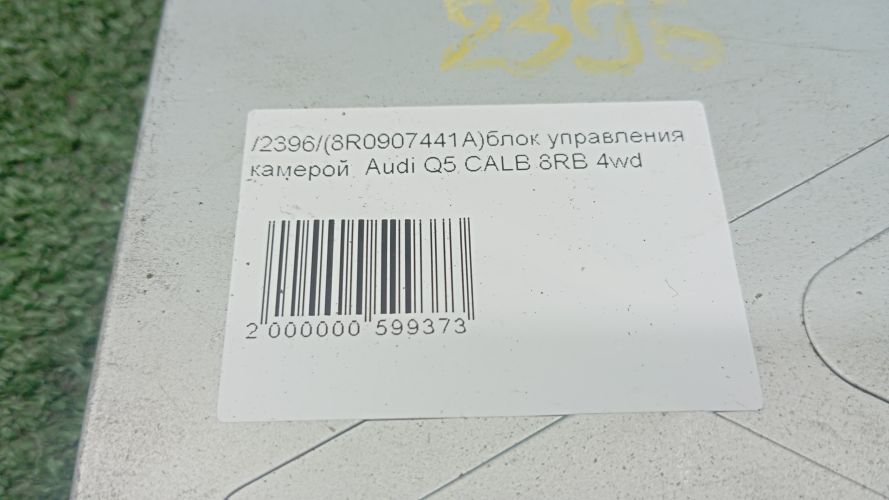 2396
/2396/(8R0907441A)блок управления
камерой  Audi Q5 CALB 8RB 4wd
2 000000 599373